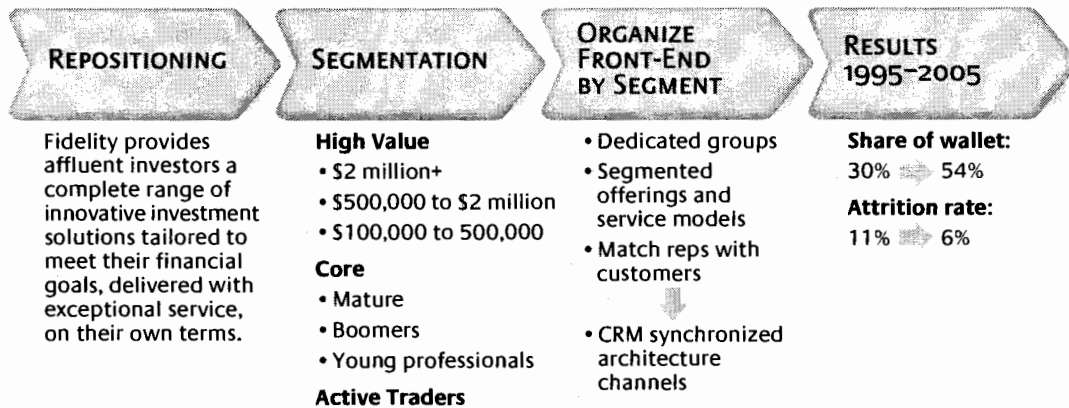 REPOSITIONING
Fidelity provides
affluent investors a
complete range of
innovative investment
solutions tailored to
meet their financial
goals, delivered with
exceptional service,
on their own terms.
SEGMENTATION
High Value
• $2 million+
• $500,000 to $2 million
• $100,000 to 500,000
Core
• Mature
• Boomers
• Young professionals
Active Traders
ORGANIZE
FRONT-END
BY SEGMENT
• Dedicated groups
• Segmented
offerings and
service models
• Match reps with
customers
• CRM synchronized
architecture
channels
RESULTS
1995–2005
Share of wallet:
30% 54%
Attrition rate:
11% 6%